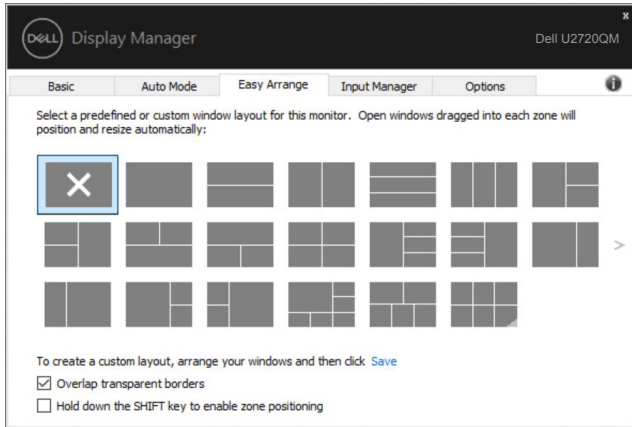 x
DELL Display Manager
Dell U2720QM
Basic Auto Mode Easy Arrange Input Manager Options
Select a predefined or custom window layout for this monitor. Open windows dragged into each zone will
position and resize automatically:
To create a custom layout, arrange your windows and then click Save
Overlap transparent borders
Hold down the SHIFT key to enable zone positioning